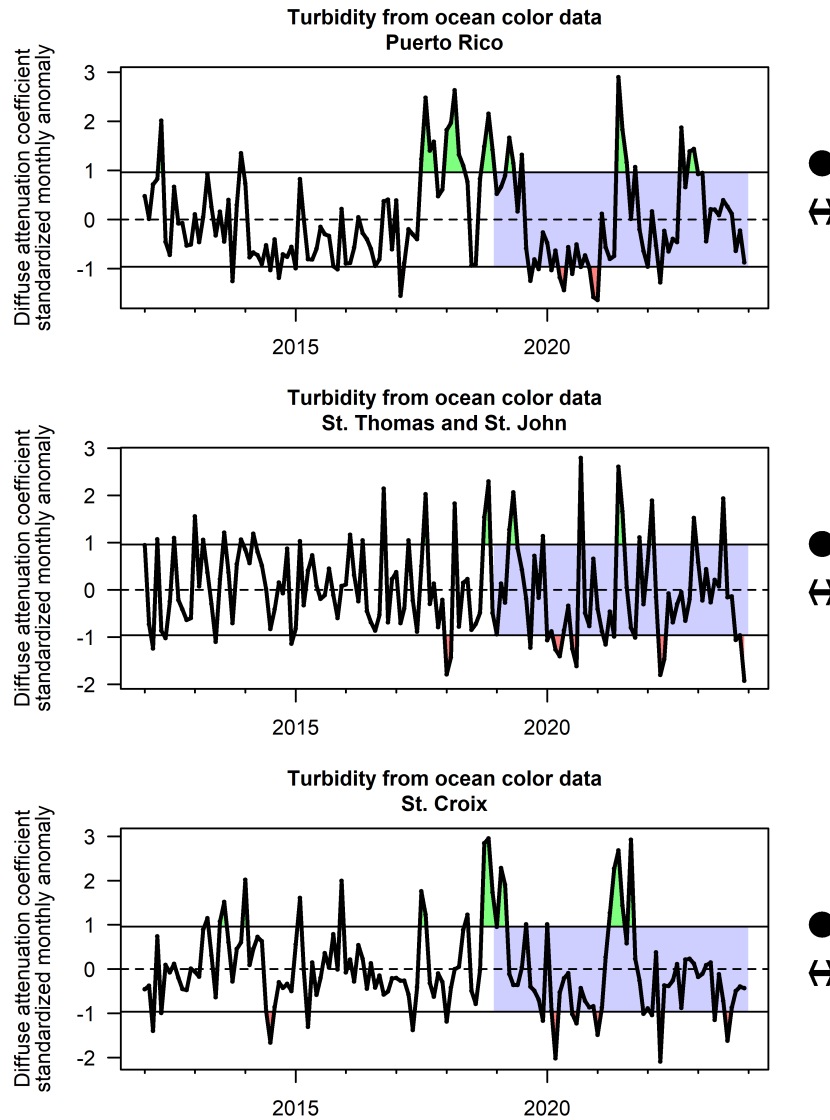 Turbidity from ocean color data
Puerto Rico
Diffuse attenuation coefficient
standardized monthly anomaly
3
2
1
0
-1
2015
2020
Turbidity from ocean color data
St. Thomas and St. John
Diffuse attenuation coefficient
standardized monthly anomaly
3
2
1
0
-1
-2
2015
2020
Turbidity from ocean color data
St. Croix
Diffuse attenuation coefficient
standardized monthly anomaly
3
2
1
0
-1
-2
2015
2020